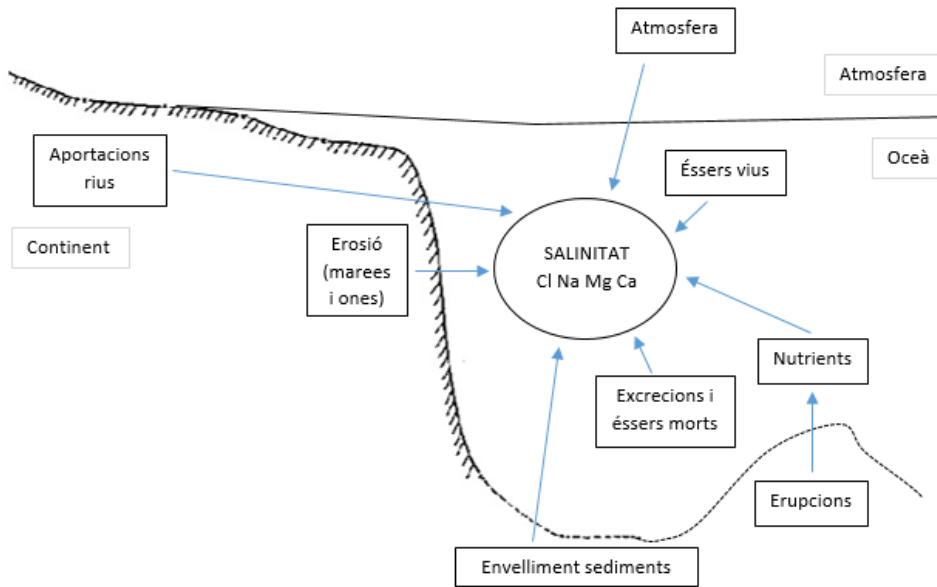 Atmosfera
Atmosfera
Aportacions
rius
Oceà
Éssers vius
Continent
Erosió
(marees
i ones)
SALINITAT
Cl Na Mg Ca
Nutrients
Excrecions i
éssers morts
Erupcions
Envelliment sediments